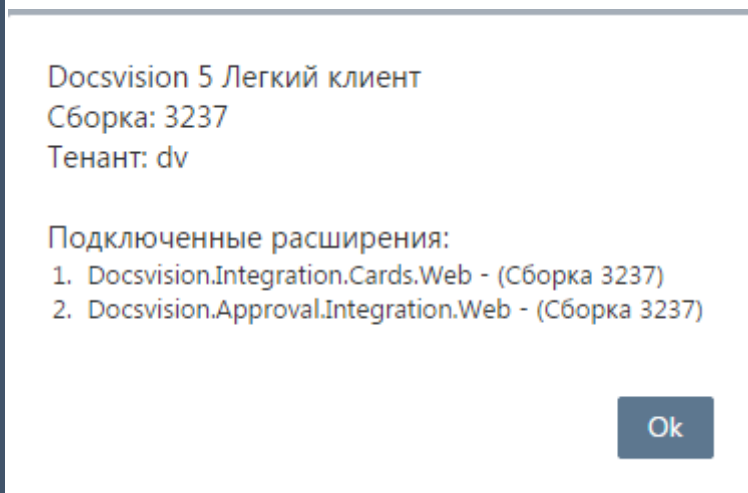 Docsvision 5 Легкий клиент
Сборка: 3237
Тенант: dv
Подключенные расширения:
1. Docsvision.Integration.Cards.Web - (Сборка 3237)
2. Docsvision.Approval.Integration.Web - (Сборка 3237)
Ok